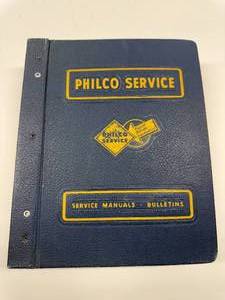 PHILCO SERVICE
PHILCO
SERVICE
SERVICE MANUALS - BULLETINS